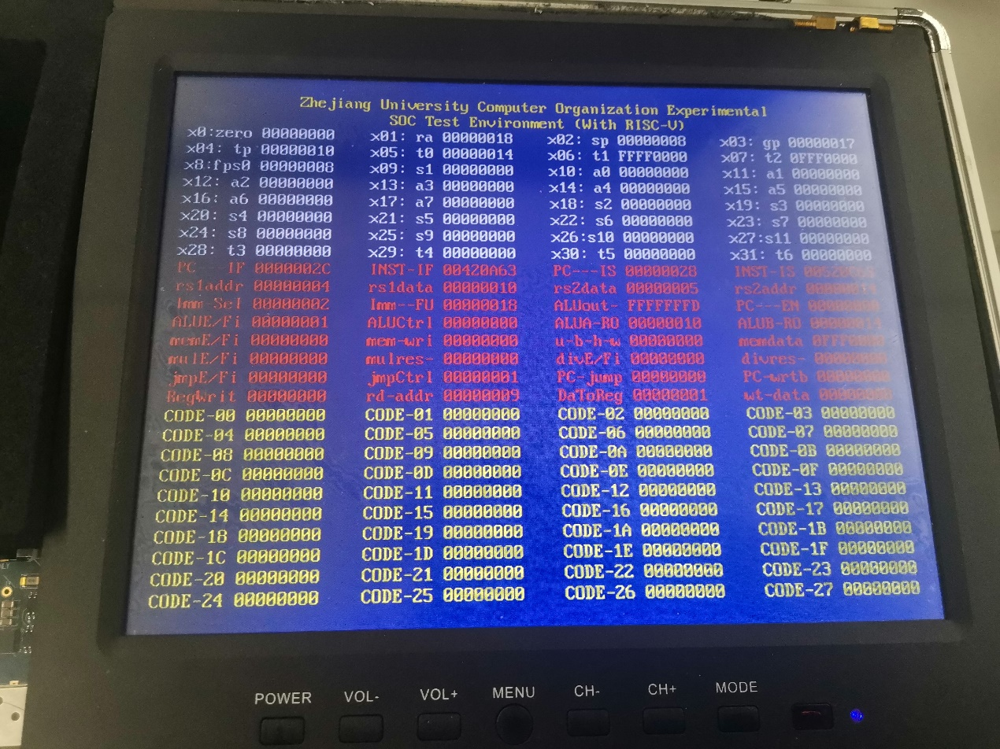 Zhejiang University Computer Organization Experimental
SOC Test Environment (With RISC-V)
x0:zero 00000000 x01: ra 00000018 x02: sp 00000008 x03: gp 00000017
x04: tp 00000010 x05: t0 00000014 x06: t1 FFFF0000 x07: t2 0FFF0000
x8:fps0 00000008 x09: s1 00000000 x10: a0 00000000 x11: a1 00000000
x12: a2 00000000 x13: a3 00000000 x14: a4 00000000 x15: a5 00000000
x16: a6 00000000 x17: a7 00000000 x18: s2 00000000 x19: s3 00000000
x20: s4 00000000 x21: s5 00000000 x22: s6 00000000 x23: s7 00000000
x24: s8 00000000 x25: s9 00000000 x26:s10 00000000 x27:s11 00000000
x28: t3 00000000 x29: t4 00000000 x30: t5 00000000 x31: t6 00000000
PC---IF 0000002C INST-IF 00420A63 PC---IS 00000028 INST-IS
rs1addr 00000004 rs1data 00000010 rs2data 00000005 rs2addr
Imm-Sel 00000002 Imm--FU 00000018 ALUout- FFFFFFFD PC---EN 00000000
ALUE/Fi 00000001 ALUCtrl 00000000 ALUA-RO 00000010 ALUB-RO 00000014
memE/Fi 00000000 mem-wri 00000000 u-b-h-w 00000000 memdata 0FFF0000
mulE/Fi 00000000 mulres- 00000000 divE/Fi 00000000 divres- 00000000
jmpE/Fi 00000000 jmpCtrl 00000001 PC-jump 00000000 PC-wrtb 00000000
RegWrit 00000000 rd-addr 00000009 DaToReg 00000001 wt-data 00000000
CODE-00 00000000 CODE-01 00000000 CODE-02 00000000 CODE-03 00000000
CODE-04 00000000 CODE-05 00000000 CODE-06 00000000 CODE-07 00000000
CODE-08 00000000 CODE-09 00000000 CODE-0A 00000000 CODE-0B 00000000
CODE-0C 00000000 CODE-0D 00000000 CODE-0E 00000000 CODE-0F 00000000
CODE-10 00000000 CODE-11 00000000 CODE-12 00000000 CODE-13 00000000
CODE-14 00000000 CODE-15 00000000 CODE-16 00000000 CODE-17 00000000
CODE-18 00000000 CODE-19 00000000 CODE-1A 00000000 CODE-1B 00000000
CODE-1C 00000000 CODE-1D 00000000 CODE-1E 00000000 CODE-1F 00000000
CODE-20 00000000 CODE-21 00000000 CODE-22 00000000 CODE-23 00000000
CODE-24 00000000 CODE-25 00000000 CODE-26 00000000 CODE-27 00000000
POWER VOL- VOL+ MENU CH- CH+ MODE